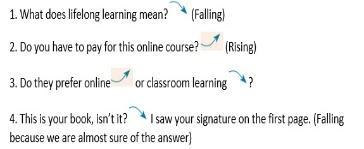 1. What does lifelong learning mean? (Falling)
2. Do you have to pay for this online course? (Rising)
3. Do they prefer online or classroom learning ?
4. This is your book, isn't it? I saw your signature on the first page. (Falling
because we are almost sure of the answer)